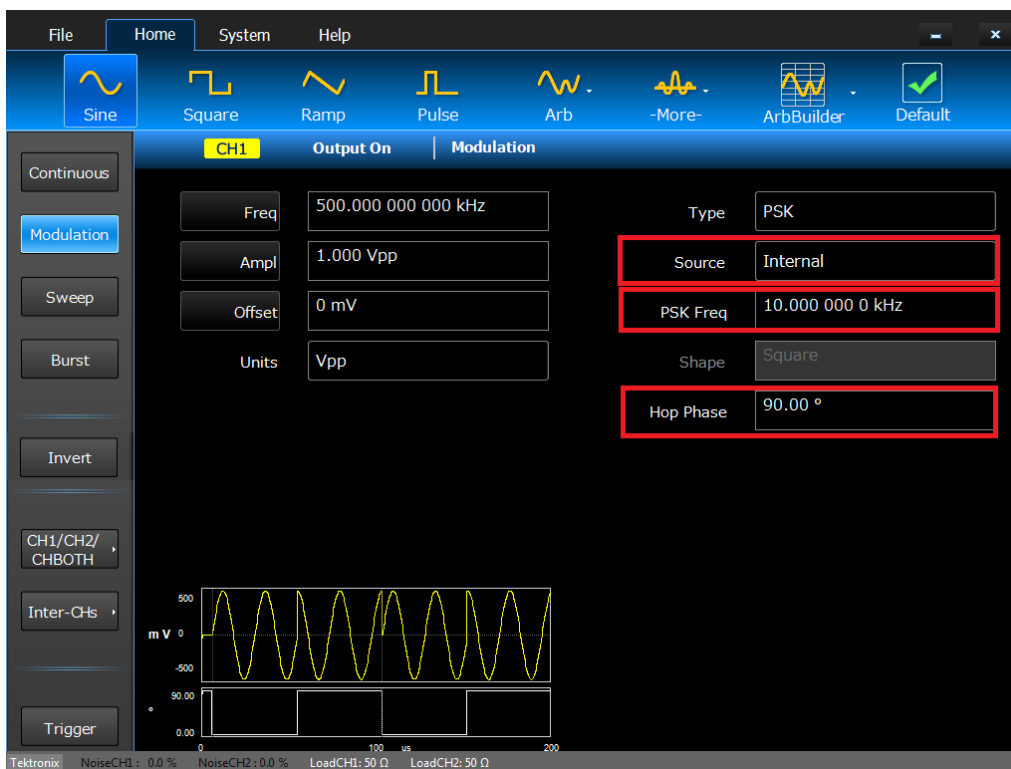 File Home System Help
Sine Square Ramp Pulse Arb -More- ArbBuilder Default
CH1 Output On Modulation
Continuous
Modulation
Sweep
Burst
Invert
CH1/CH2/
CHBOTH
Inter-CHs
Trigger
Freq 500.000 000 000 kHz
Ampl 1.000 Vpp
Offset 0 mV
Units Vpp
Type PSK
Source Internal
PSK Freq 10.000 000 0 kHz
Shape Square
Hop Phase 90.00 °
500
m V 0
-500
90.00
°
0.00
0 100 us 200
Tektronix NoiseCH1 : 0.0 % NoiseCH2 : 0.0 % LoadCH1: 50 Ω LoadCH2: 50 Ω